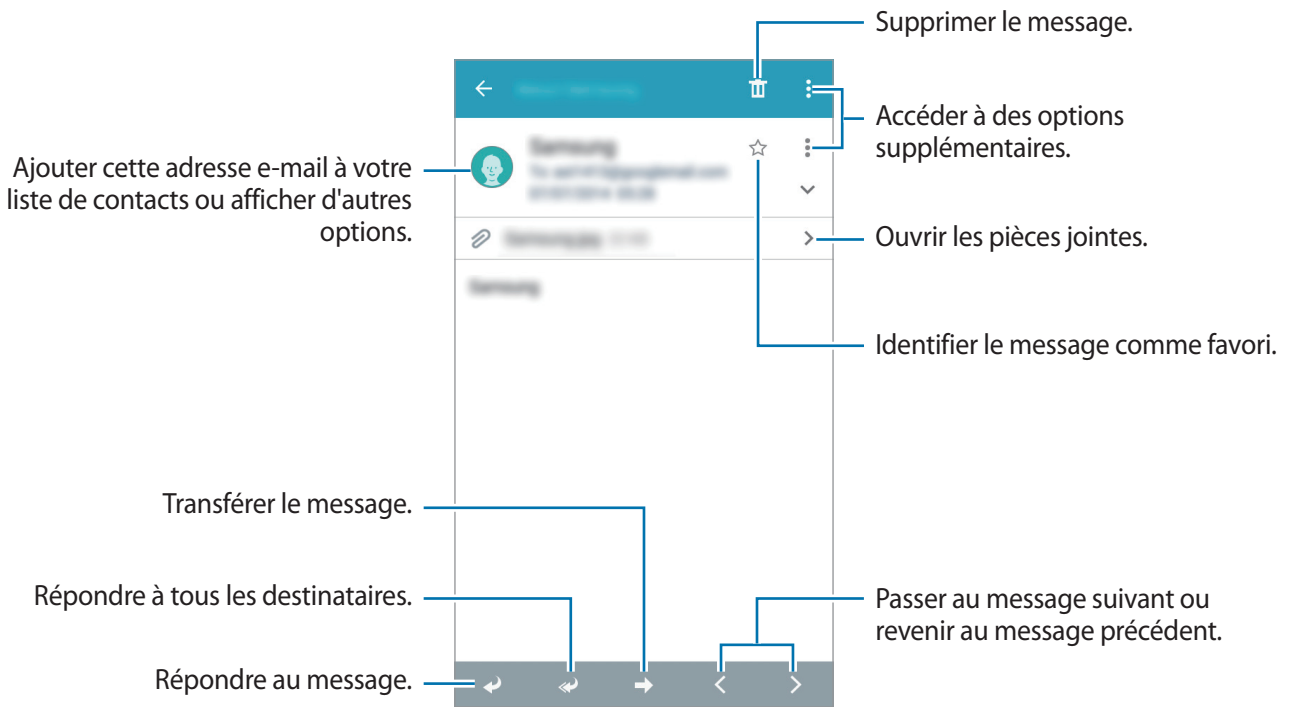 Supprimer le message.
Accéder à des options
supplémentaires.
Ajouter cette adresse e-mail à votre
liste de contacts ou afficher d'autres
options.
Samsung
Ouvrir les pièces jointes.
Samsung
Identifier le message comme favori.
Transférer le message.
Répondre à tous les destinataires.
Passer au message suivant ou
revenir au message précédent.
Répondre au message.